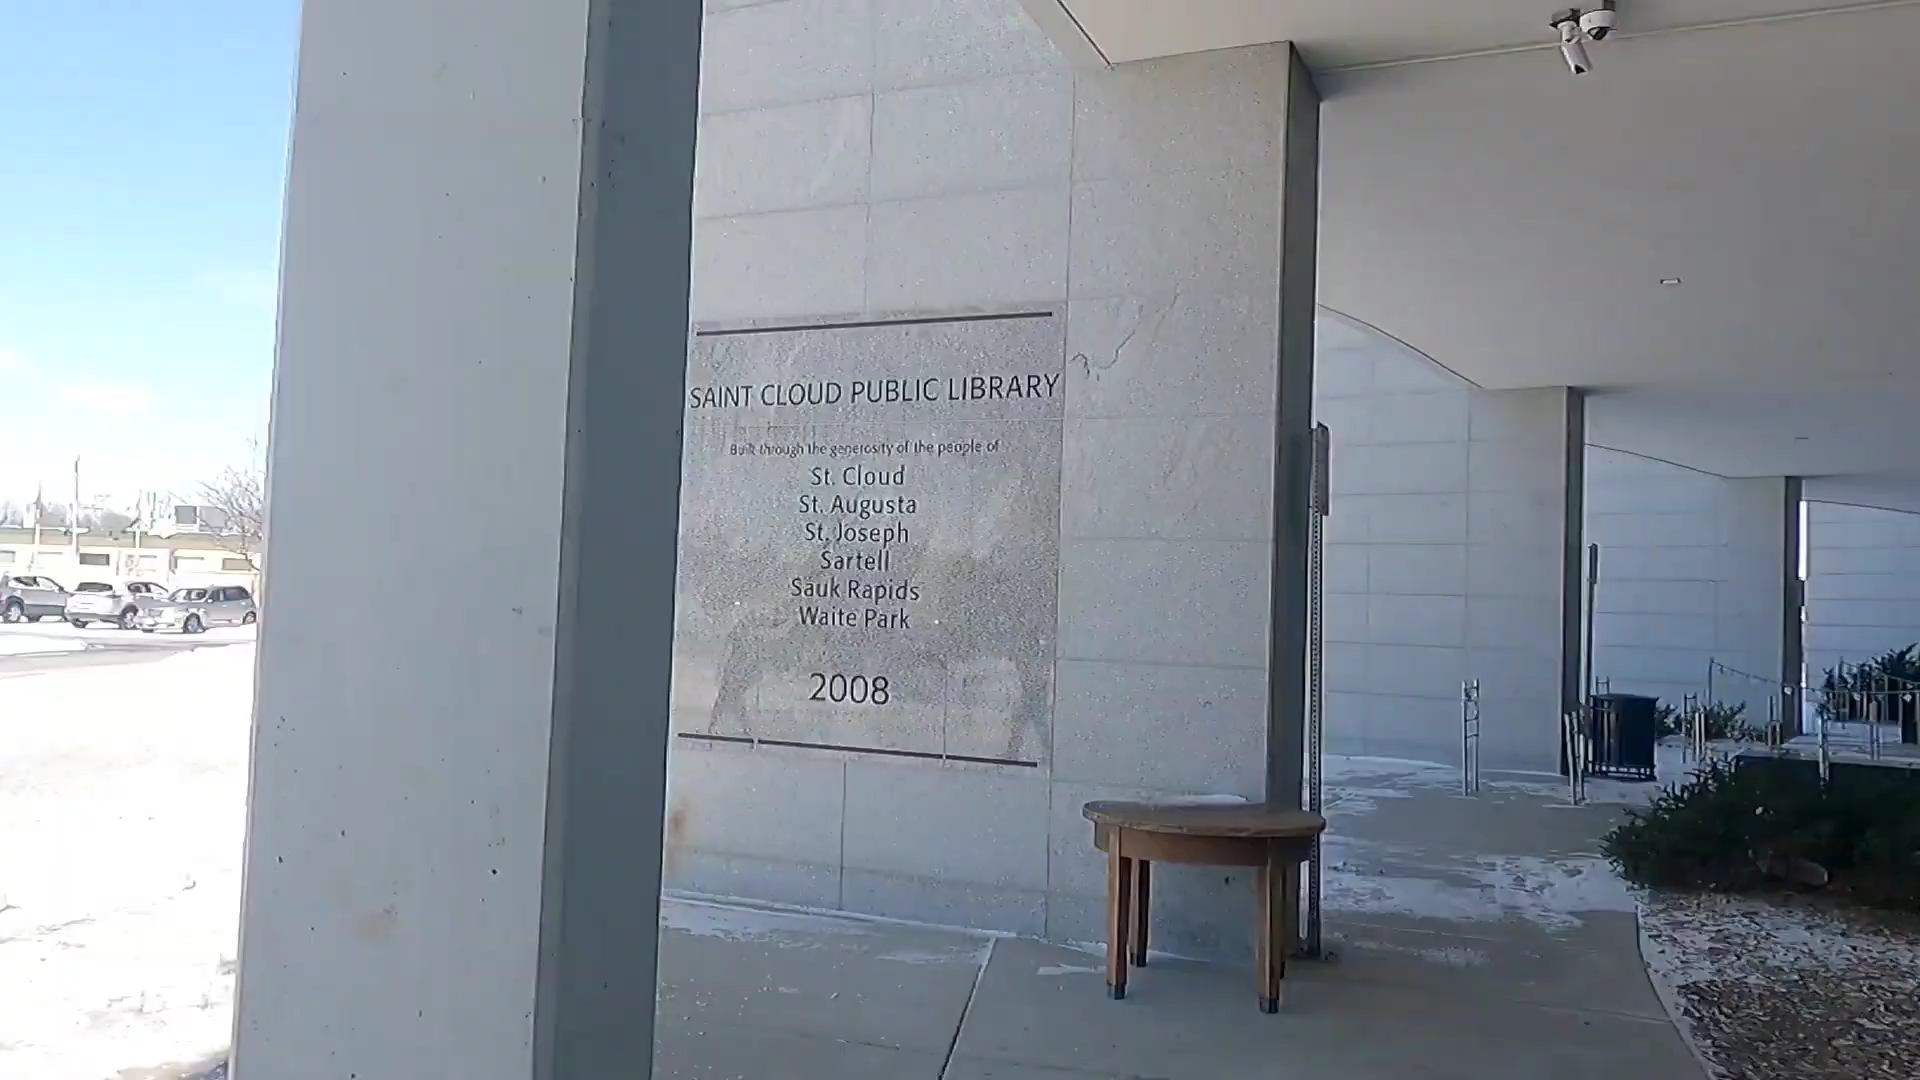 SAINT CLOUD PUBLIC LIBRARY
Built through the generosity of the people of
St. Cloud
St. Augusta
St. Joseph
Sartell
Sauk Rapids
Waite Park
2008